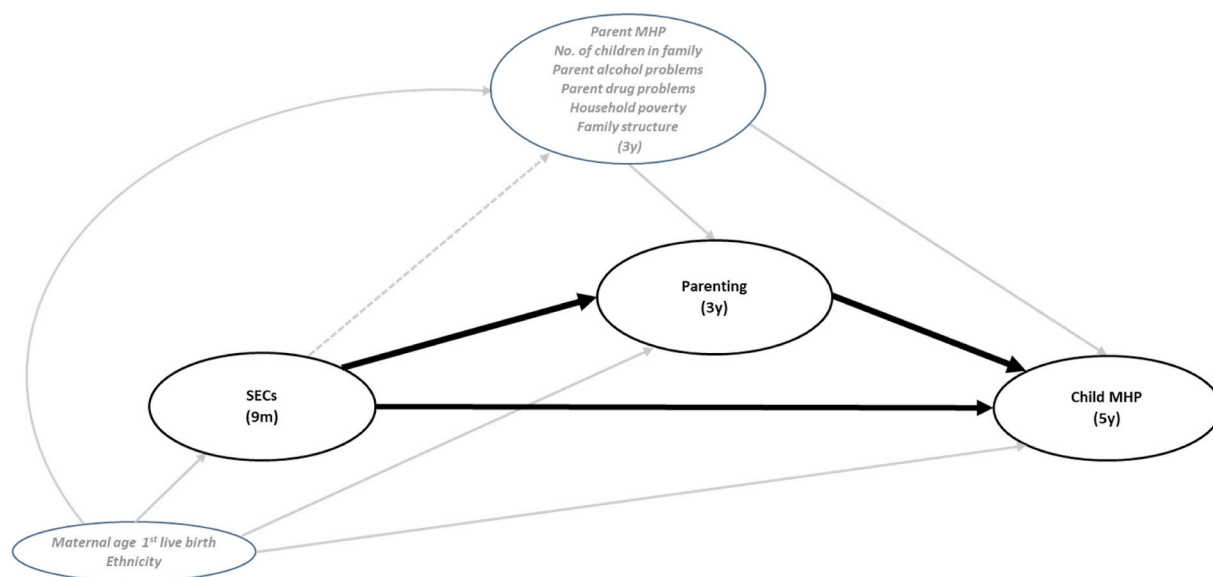 Parent MHP
No. of children in family
Parent alcohol problems
Parent drug problems
Household poverty
Family structure
(3y)
Parenting
(3y)
SECs
(9m)
Child MHP
(5y)
Maternal age 1st live birth
Ethnicity